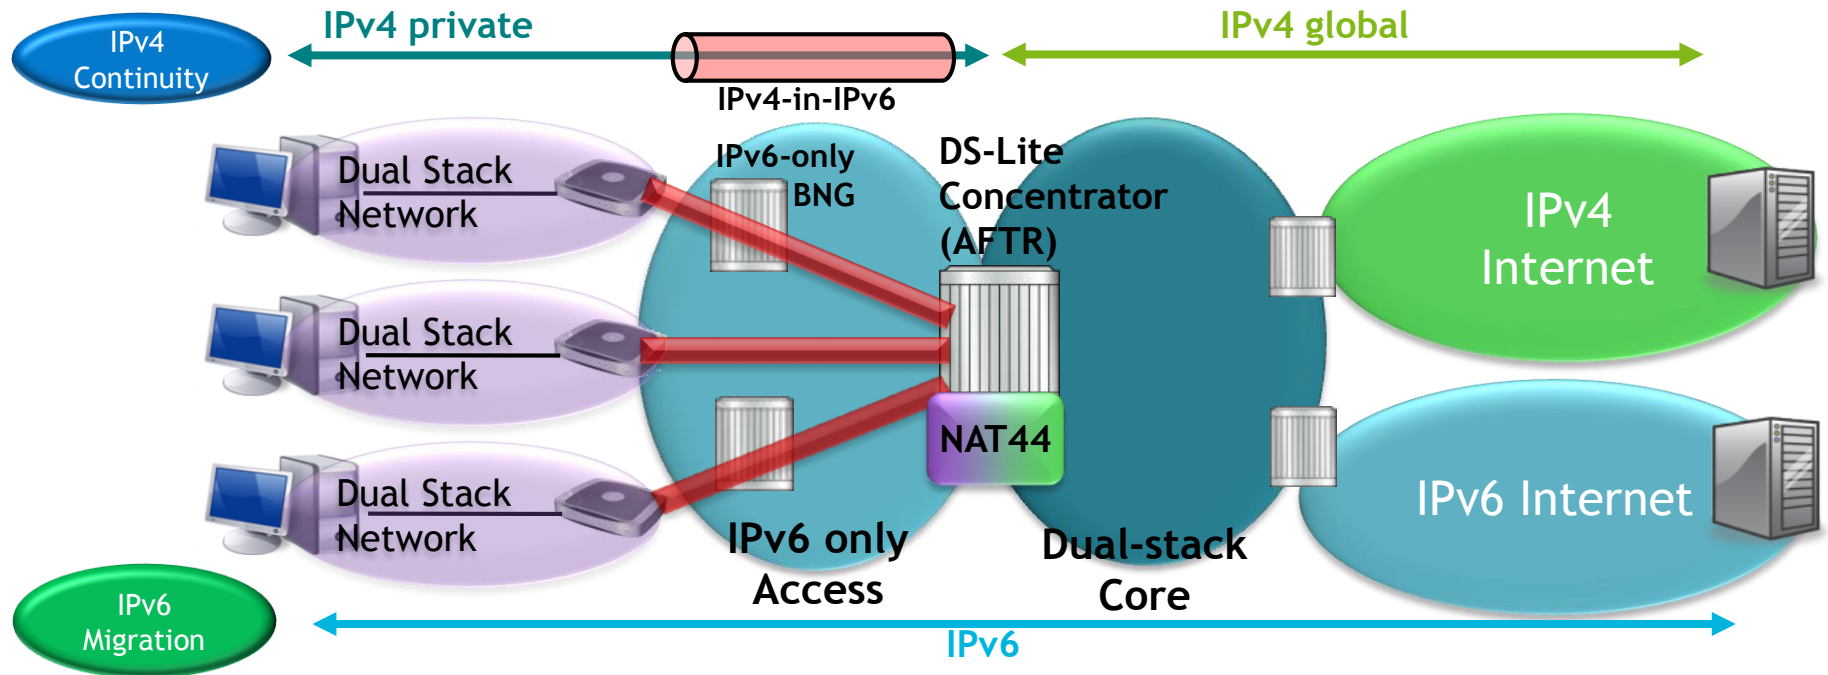 IPv4
Continuity
IPv4 private
IPv4 global
IPv4-in-IPv6
Dual Stack
Network
IPv6-only
BNG
DS-Lite
Concentrator
(AFTR)
IPv4
Internet
Dual Stack
Network
NAT44
Dual Stack
Network
IPv6 Internet
IPv6 only
Access
Dual-stack
Core
IPv6
Migration
IPv6